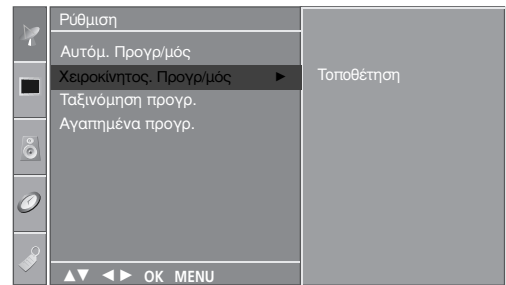 Ρύθμιση
Αυτόμ. Προγρ/μός
Χειροκίνητος. Προγρ/μός ►
Τοποθέτηση
Ταξινόμηση προγρ.
Αγαπημένα προγρ.
▲▼ ◄► OK MENU